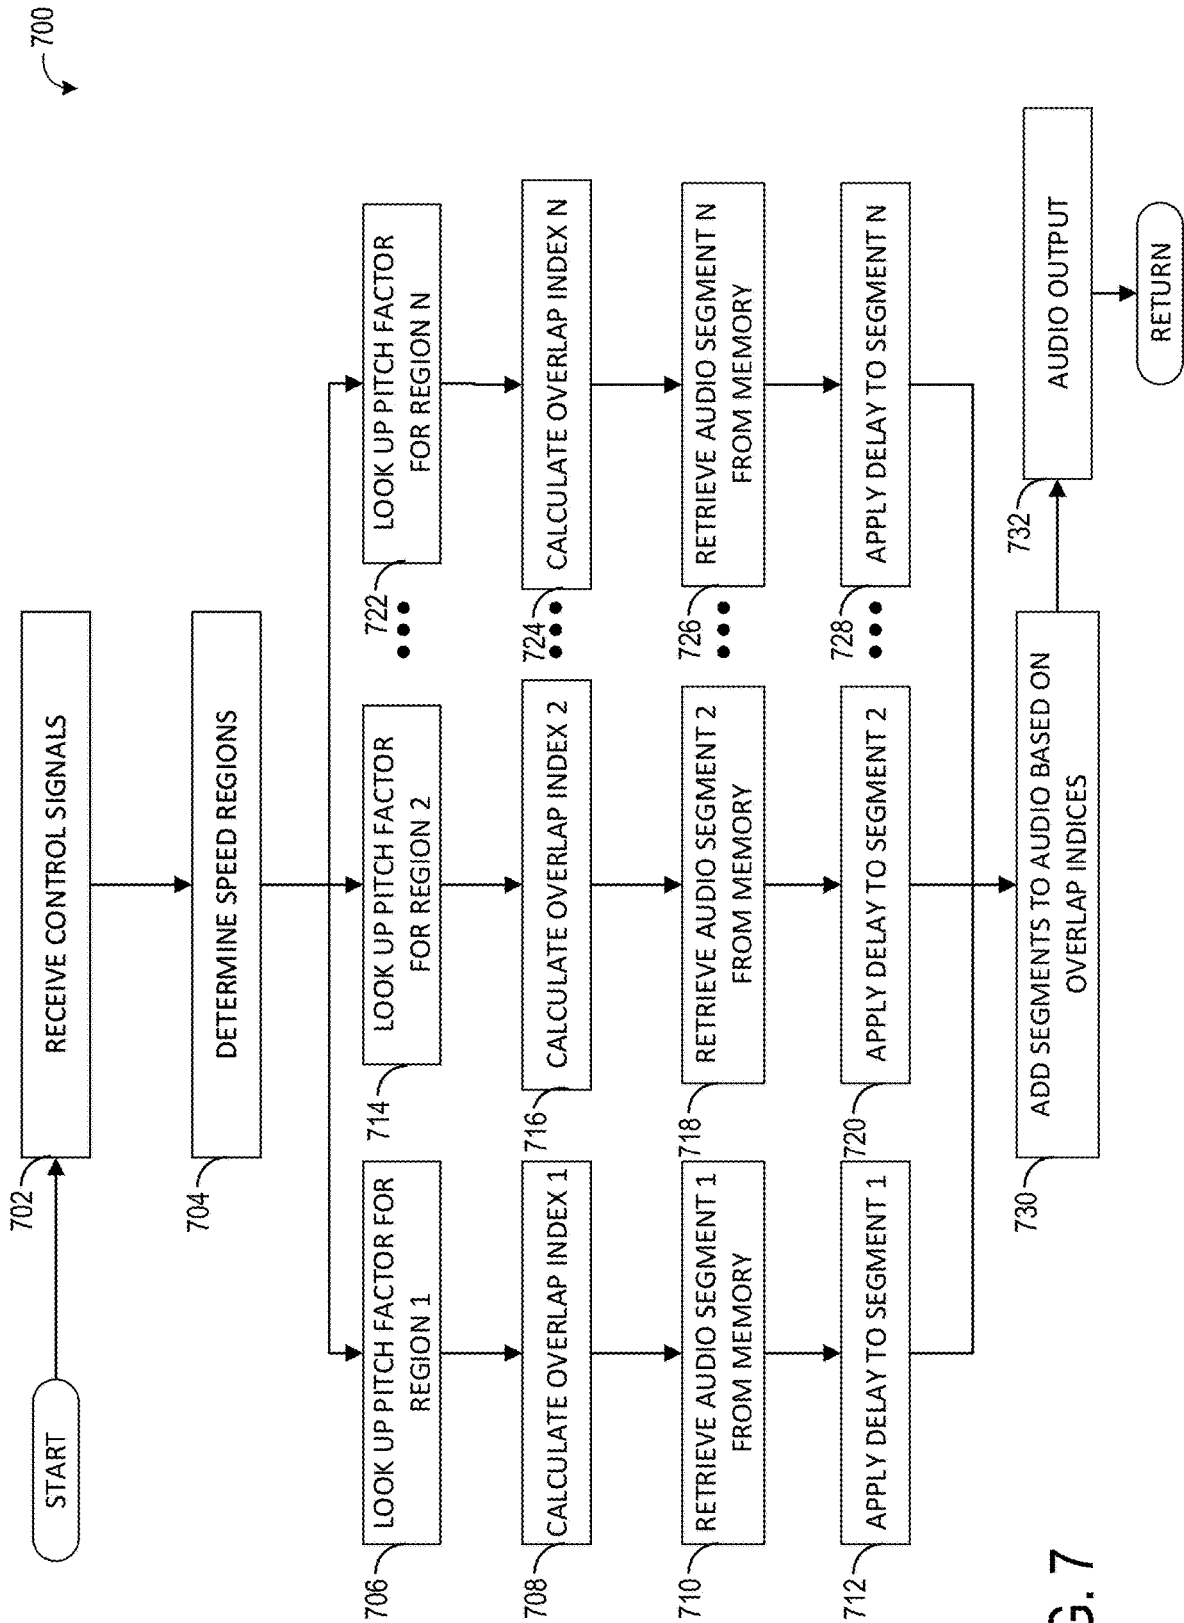 700
START
702
RECEIVE CONTROL SIGNALS
704
DETERMINE SPEED REGIONS
706
LOOK UP PITCH FACTOR FOR
REGION 1
714
LOOK UP PITCH FACTOR
FOR REGION 2
722
LOOK UP PITCH FACTOR
FOR REGION N
708
CALCULATE OVERLAP INDEX 1
716
CALCULATE OVERLAP INDEX 2
724
CALCULATE OVERLAP INDEX N
710
RETRIEVE AUDIO SEGMENT 1
FROM MEMORY
718
RETRIEVE AUDIO SEGMENT 2
FROM MEMORY
726
RETRIEVE AUDIO SEGMENT N
FROM MEMORY
712
APPLY DELAY TO SEGMENT 1
720
APPLY DELAY TO SEGMENT 2
728
APPLY DELAY TO SEGMENT N
730
ADD SEGMENTS TO AUDIO BASED ON
OVERLAP INDICES
732
AUDIO OUTPUT
RETURN
G. 7